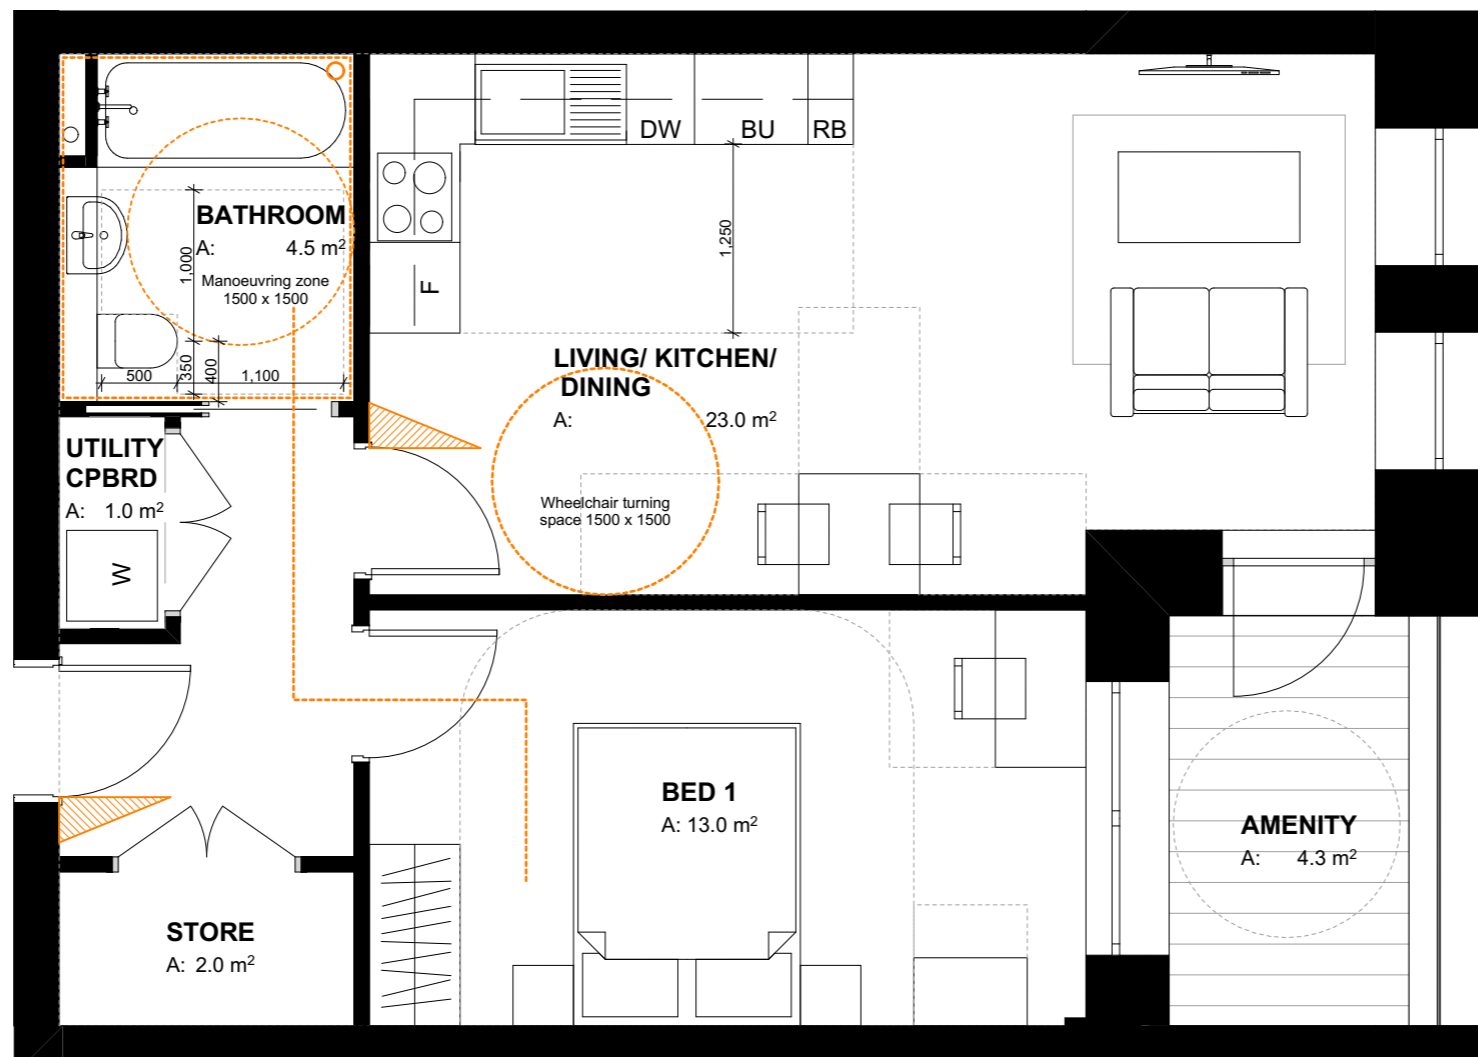 DW
BU
RB
BATHROOM
A: 4.5 m²
1,000
Manoeuvring zone
1500 x 1500
F
1,250
500
350
400
1,100
LIVING/ KITCHEN/
DINING
A: 23.0 m²
UTILITY
CPBRD
A: 1.0 m²
W
Wheelchair turning
space 1500 x 1500
BED 1
A: 13.0 m²
AMENITY
A: 4.3 m²
STORE
A: 2.0 m²